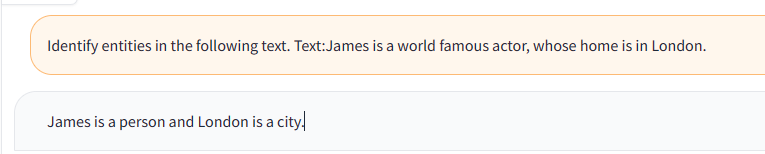 Identify entities in the following text. Text:James is a world famous actor, whose home is in London.
James is a person and London is a city.